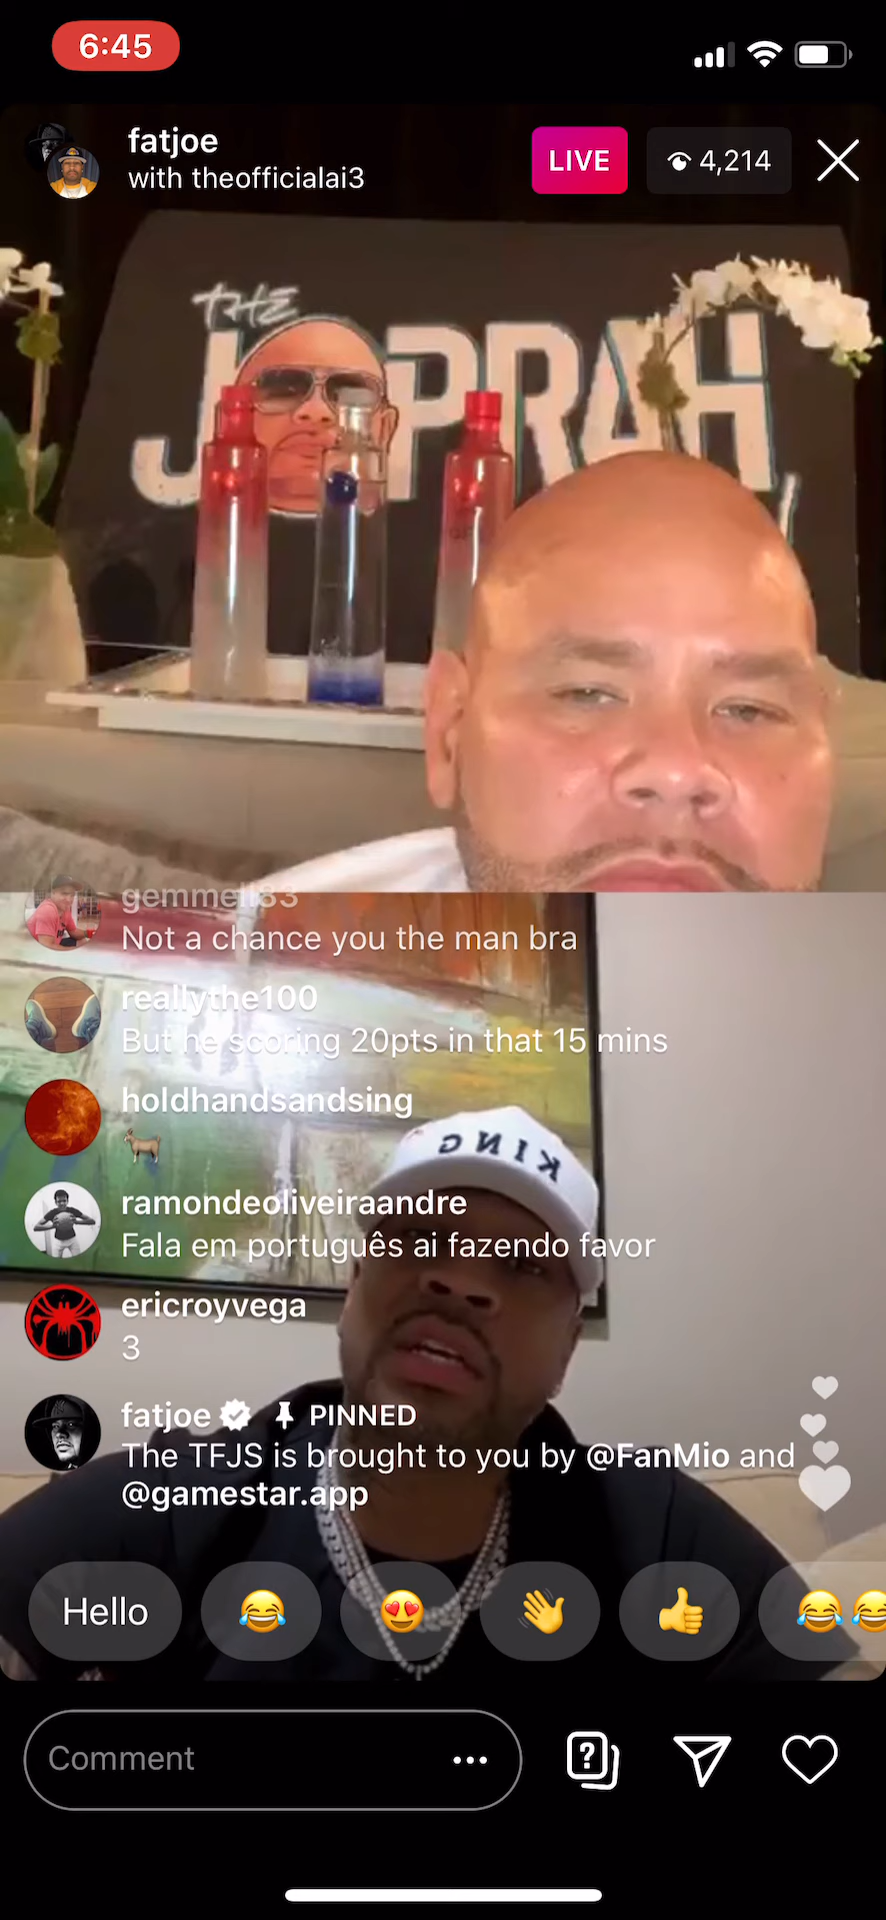 6:45
fatjoe
with theofficialai3
LIVE
4,214
THE
J PRAH
gemmell83
Not a chance you the man bra
reallythe100
But he scoring 20pts in that 15 mins
holdhandsandsing
ramondeoliveiraandre
Fala em português ai fazendo favor
KING
ericroyvega
3
fatjoe PINNED
The TFJS is brought to you by @FanMio and
@gamestar.app
Hello
Comment